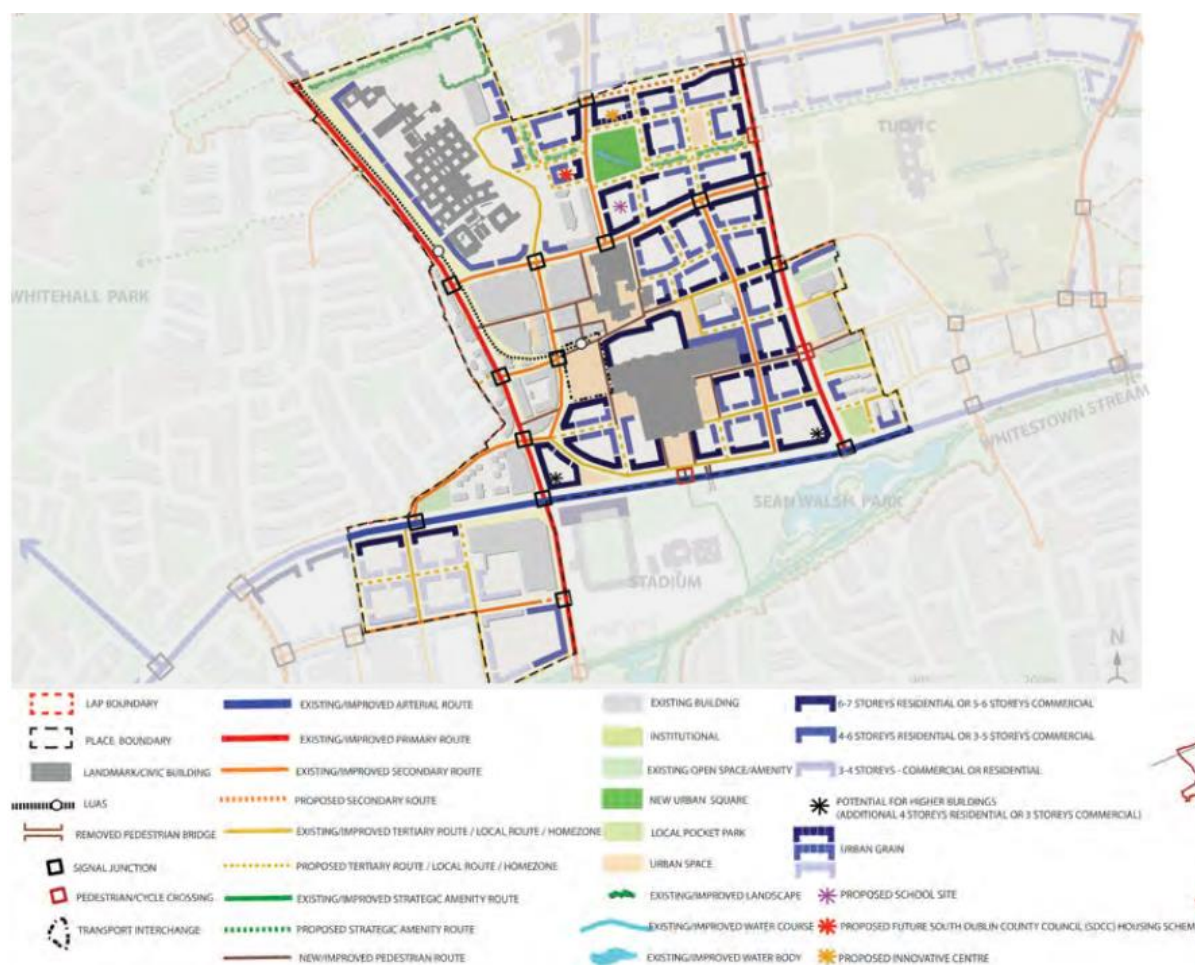 TUD/IC
WHITEHALL PARK
WHITESTOWN STREAM
SEAN WALSH PARK
STADIUM
N
LAP BOUNDARY
PLACE BOUNDARY
LANDMARK/CIVIC BUILDING
LUAS
REMOVED PEDESTRIAN BRIDGE
SIGNAL JUNCTION
PEDESTRIAN/CYCLE CROSSING
TRANSPORT INTERCHANGE
EXISTING/IMPROVED ARTERIAL ROUTE
EXISTING/IMPROVED PRIMARY ROUTE
EXISTING/IMPROVED SECONDARY ROUTE
PROPOSED SECONDARY ROUTE
EXISTING/IMPROVED TERTIARY ROUTE / LOCAL ROUTE / HOMEZONE
PROPOSED TERTIARY ROUTE / LOCAL ROUTE / HOMEZONE
EXISTING/IMPROVED STRATEGIC AMENITY ROUTE
PROPOSED STRATEGIC AMENITY ROUTE
NEW/IMPROVED PEDESTRIAN ROUTE
EXISTING BUILDING
INSTITUTIONAL
EXISTING OPEN SPACE/AMENITY
NEW URBAN SQUARE
LOCAL POCKET PARK
URBAN SPACE
EXISTING/IMPROVED LANDSCAPE
EXISTING/IMPROVED WATER COURSE
EXISTING/IMPROVED WATER BODY
6-7 STOREYS RESIDENTIAL OR 5-6 STOREYS COMMERCIAL
4-6 STOREYS RESIDENTIAL OR 3-5 STOREYS COMMERCIAL
3-4 STOREYS - COMMERCIAL OR RESIDENTIAL
POTENTIAL FOR HIGHER BUILDINGS
(ADDITIONAL 4 STOREYS RESIDENTIAL OR 3 STOREYS COMMERCIAL)
URBAN GRAIN
PROPOSED SCHOOL SITE
PROPOSED FUTURE SOUTH DUBLIN COUNTY COUNCIL (SDCC) HOUSING SCHEM
PROPOSED INNOVATIVE CENTRE